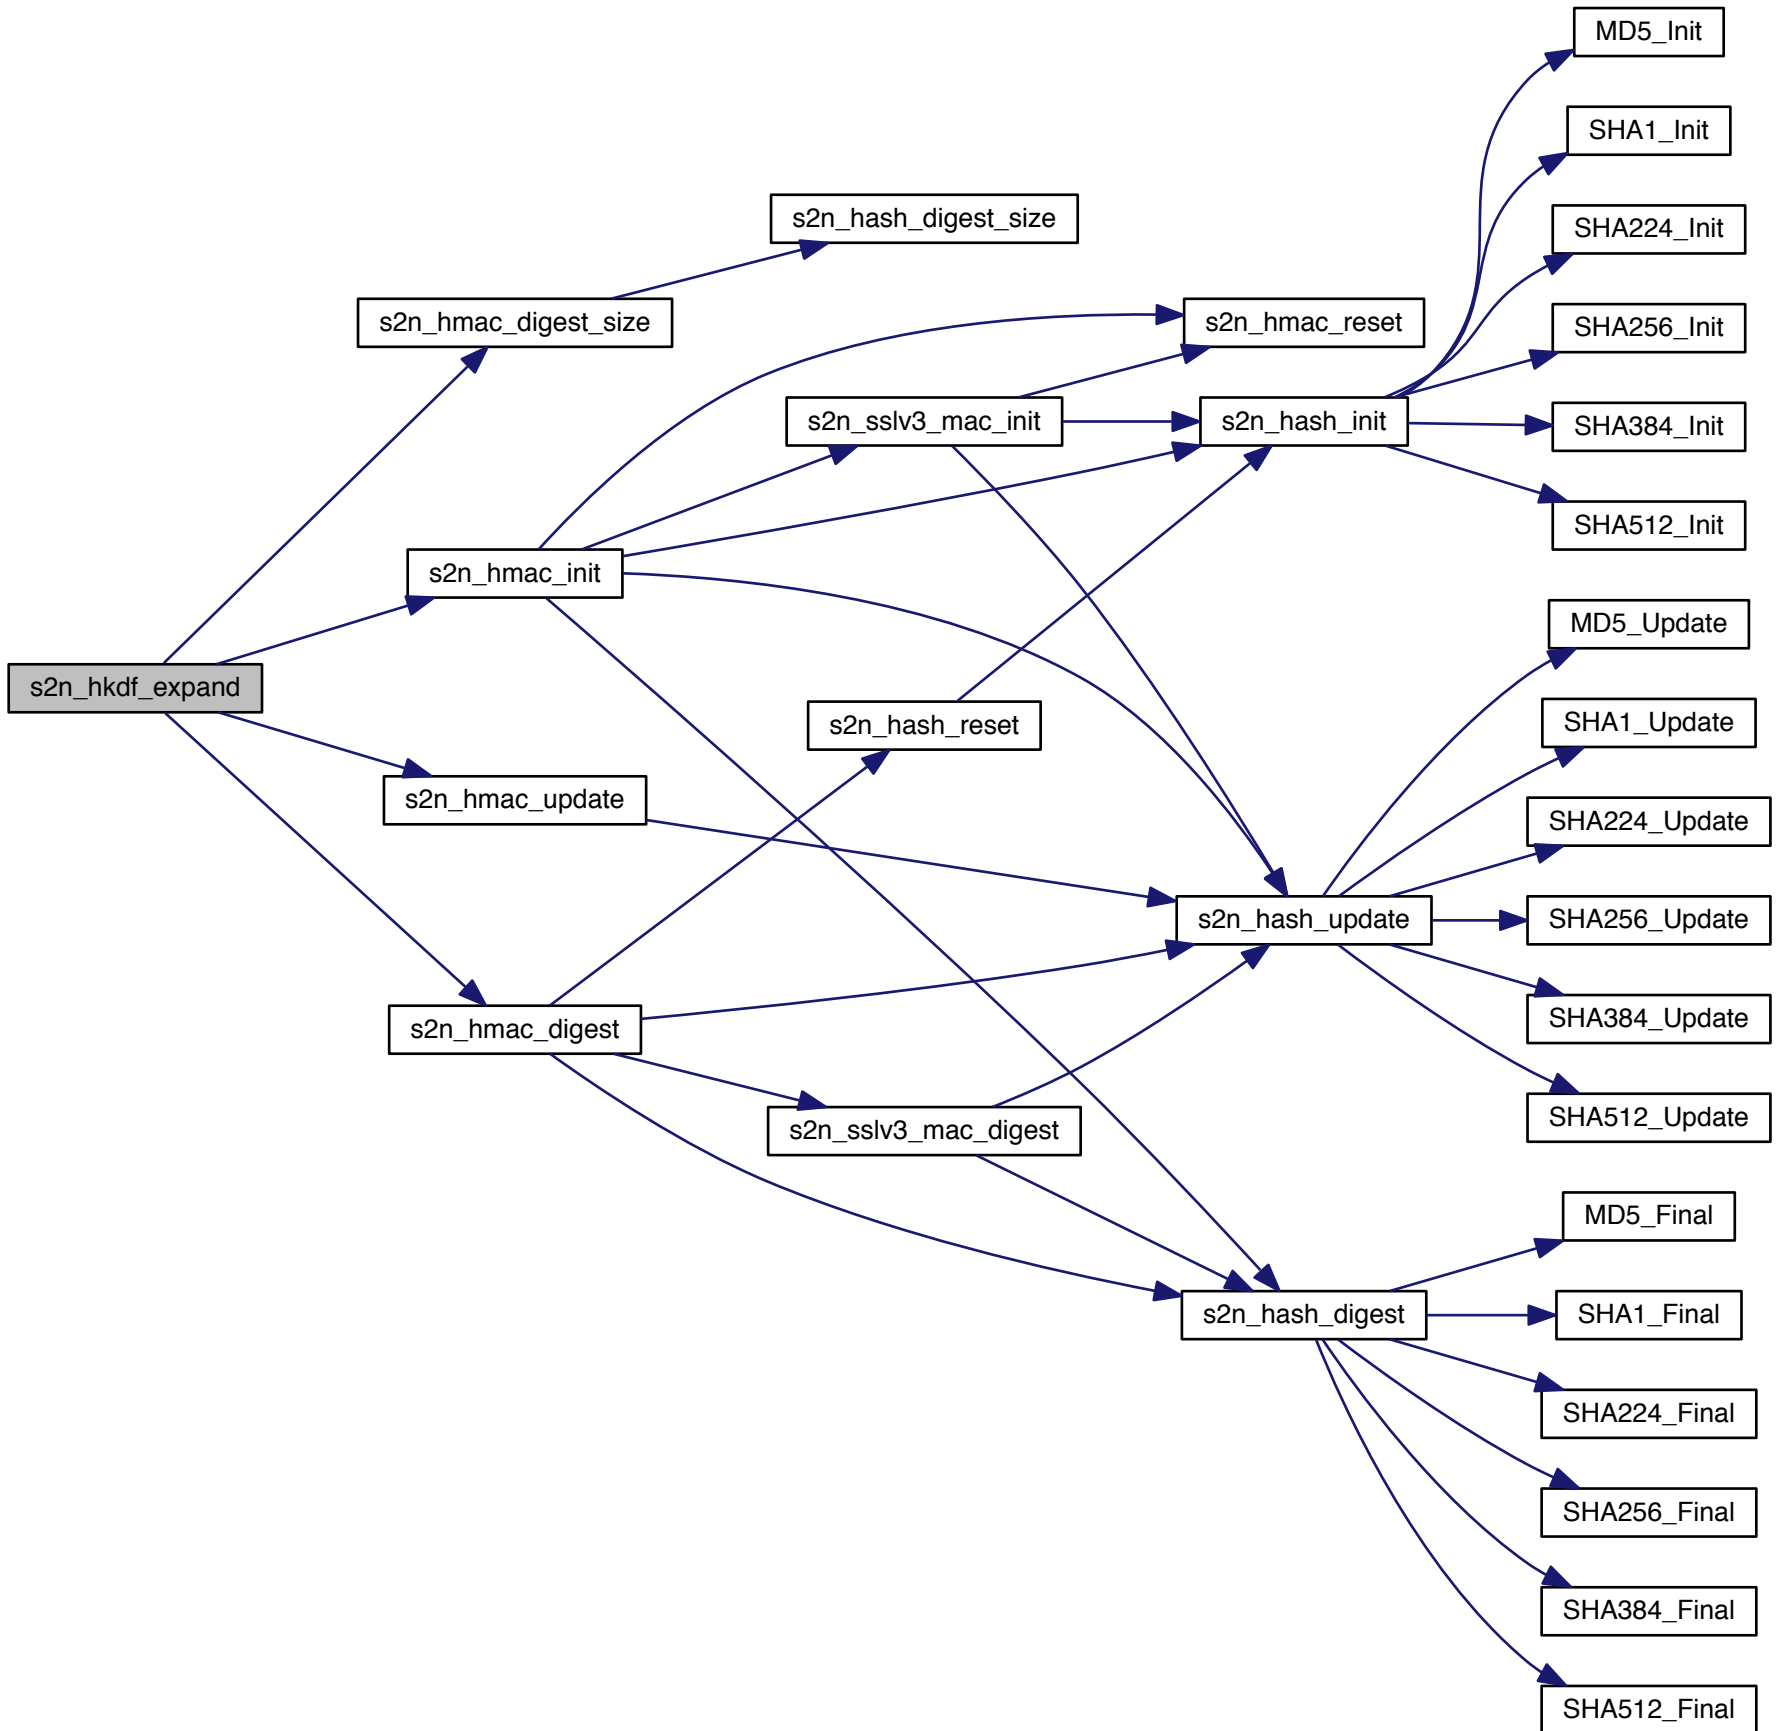 MD5_Init
SHA1_Init
s2n_hash_digest_size
SHA224_Init
s2n_hmac_digest_size
s2n_hmac_reset
SHA256_Init
s2n_sslv3_mac_init
s2n_hash_init
SHA384_Init
SHA512_Init
s2n_hmac_init
MD5_Update
s2n_hkdf_expand
s2n_hash_reset
SHA1_Update
s2n_hmac_update
SHA224_Update
s2n_hash_update
SHA256_Update
s2n_hmac_digest
SHA384_Update
s2n_sslv3_mac_digest
SHA512_Update
MD5_Final
s2n_hash_digest
SHA1_Final
SHA224_Final
SHA256_Final
SHA384_Final
SHA512_Final